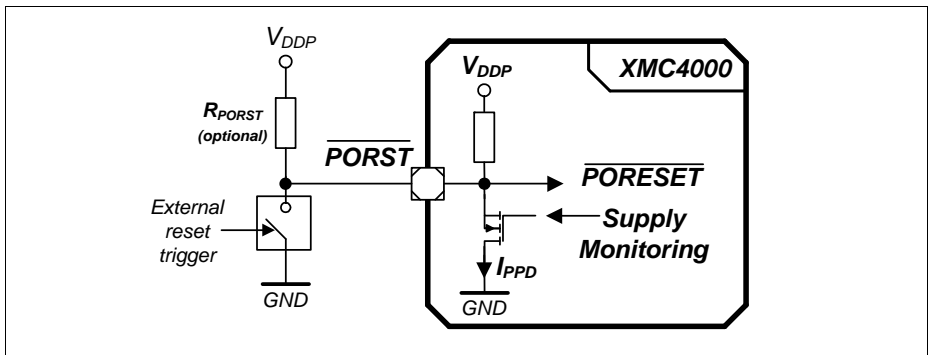 VDDP
RPORST
(optional)
PORST
External
reset
trigger
GND
XMC4000
VDDP
PORESET
Supply
Monitoring
IPPD
GND